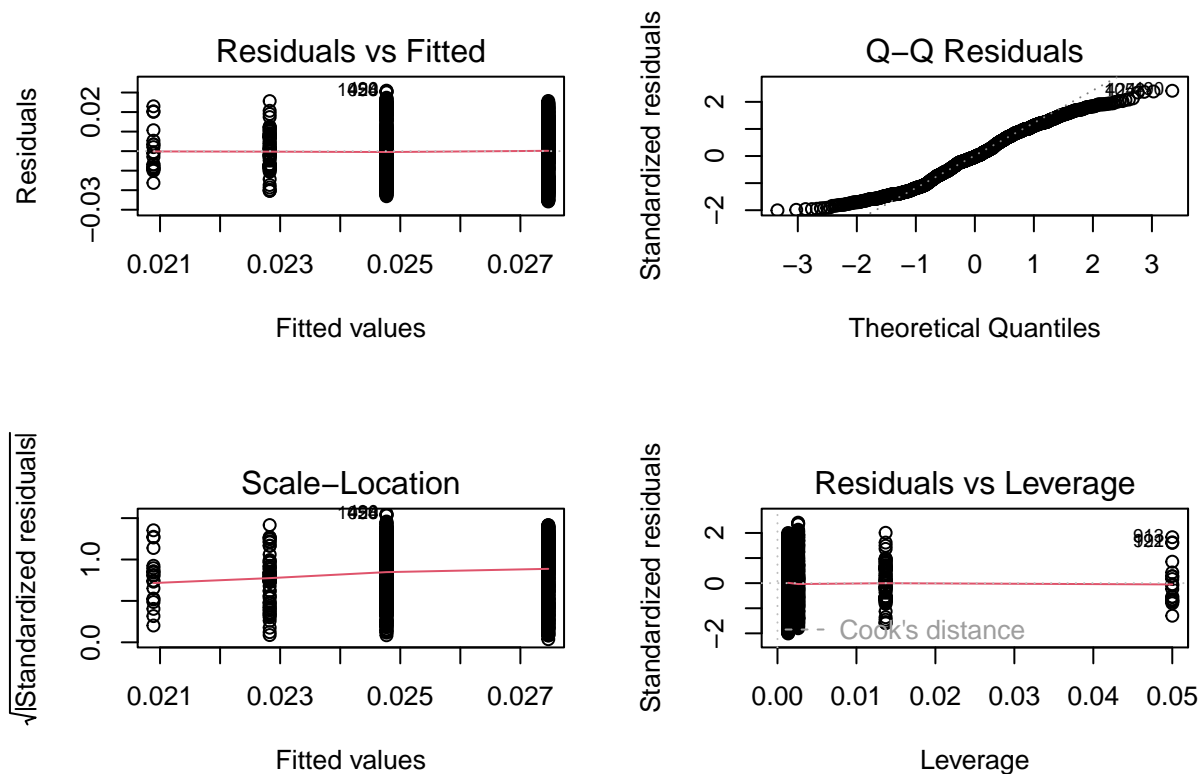 Residuals vs Fitted
Residuals
0.02
−0.03
0.021 0.023 0.025 0.027
Fitted values
Q−Q Residuals
Standardized residuals
2
0
−2
−3 −2 −1 0 1 2 3
Theoretical Quantiles
Scale−Location
√|Standardized residuals|
1.0
0.0
0.021 0.023 0.025 0.027
Fitted values
Residuals vs Leverage
Standardized residuals
2
0
−2
Cook's distance
0.00 0.01 0.02 0.03 0.04 0.05
Leverage